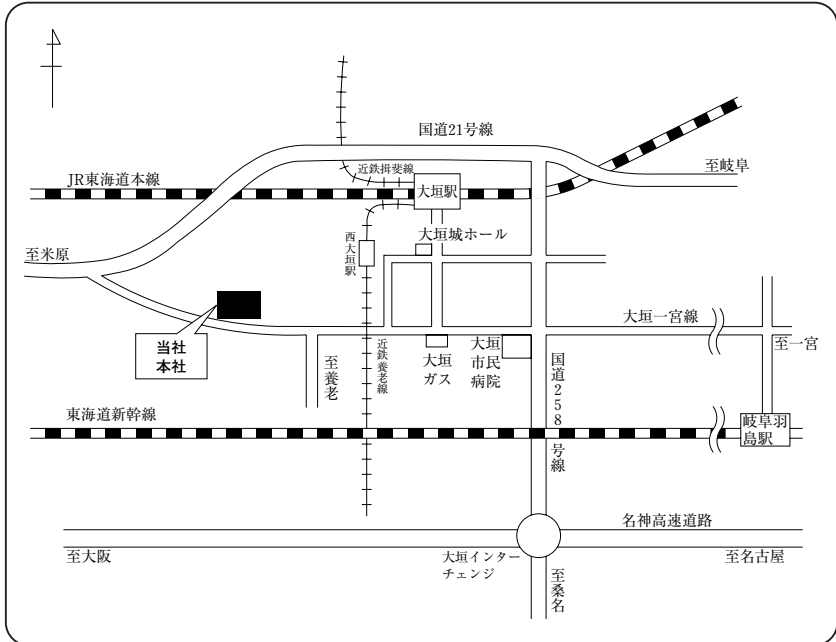 国道21号線
近鉄揖斐線
至岐阜
JR東海道本線
大垣駅
大垣城ホール
西大垣駅
至米原
大垣一宮線
当社
本社
至養老
近鉄養老線
大垣
ガス
大垣
市民
病院
国道258号線
至一宮
東海道新幹線
岐阜羽
島駅
名神高速道路
至大阪
大垣インター
チェンジ
至桑名
至名古屋